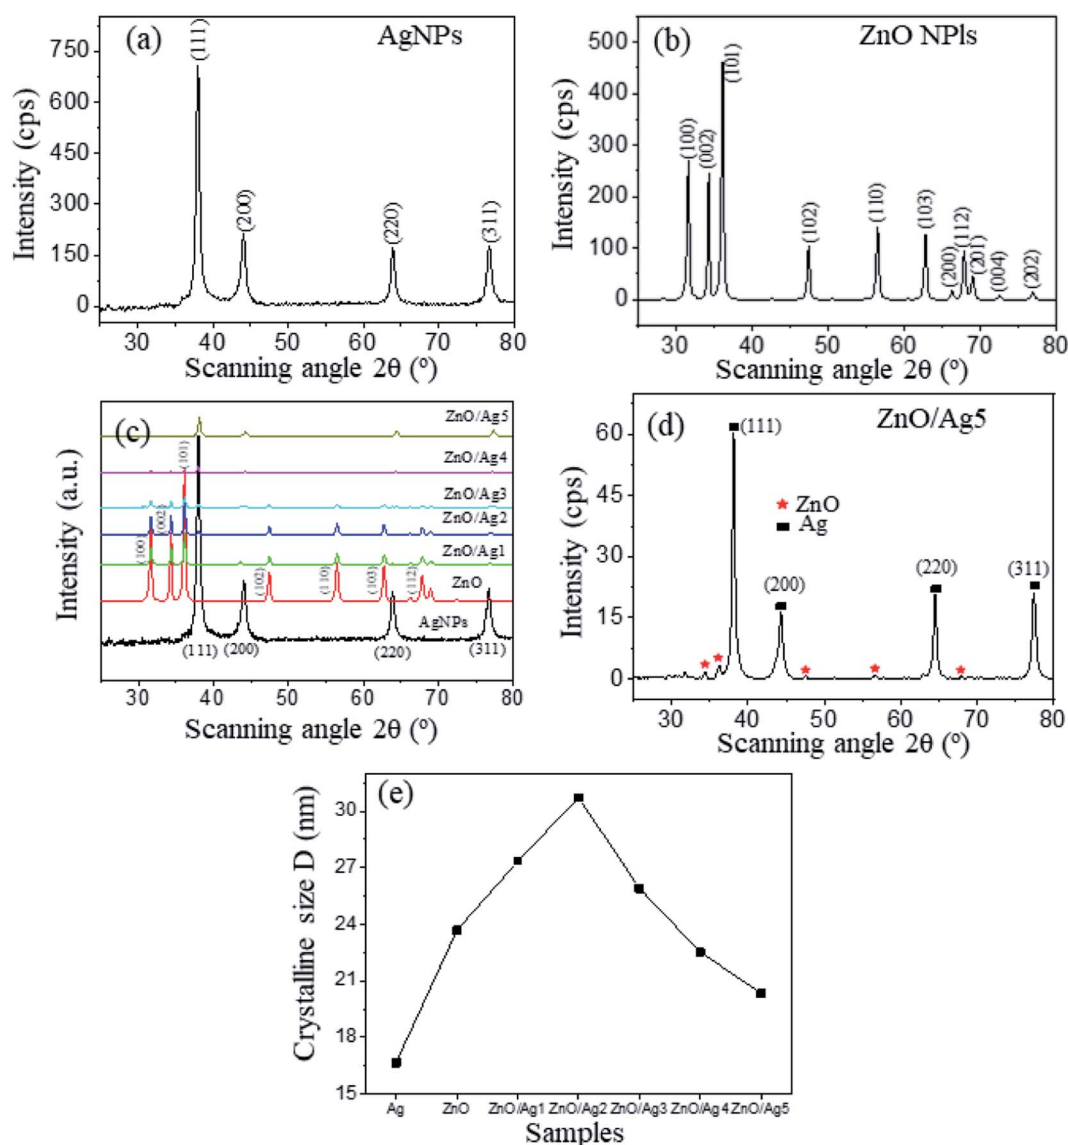 (a)
AgNPs
(111)
(200)
(220)
(311)
Intensity (cps)
750
600
450
300
150
0
30 40 50 60 70 80
Scanning angle 2θ (º)
(b)
ZnO NPls
(100)
(002)
(101)
(102)
(110)
(103)
(200)
(112)
(201)
(004)
(202)
Intensity (cps)
500
400
300
200
100
0
30 40 50 60 70 80
Scanning angle 2θ (º)
(c)
ZnO/Ag5
ZnO/Ag4
ZnO/Ag3
ZnO/Ag2
ZnO/Ag1
ZnO
AgNPs
(100)
(002)
(101)
(102)
(110)
(103)
(112)
(111) (200) (220) (311)
Intensity (a.u.)
30 40 50 60 70 80
Scanning angle 2θ (º)
(d)
ZnO/Ag5
(111)
ZnO
Ag
(200)
(220)
(311)
Intensity (cps)
60
45
30
15
0
30 40 50 60 70 80
Scanning angle 2θ (º)
(e)
Crystalline size D (nm)
30
27
24
21
18
15
Ag ZnO ZnO/Ag1 ZnO/Ag2 ZnO/Ag3 ZnO/Ag4 ZnO/Ag5
Samples